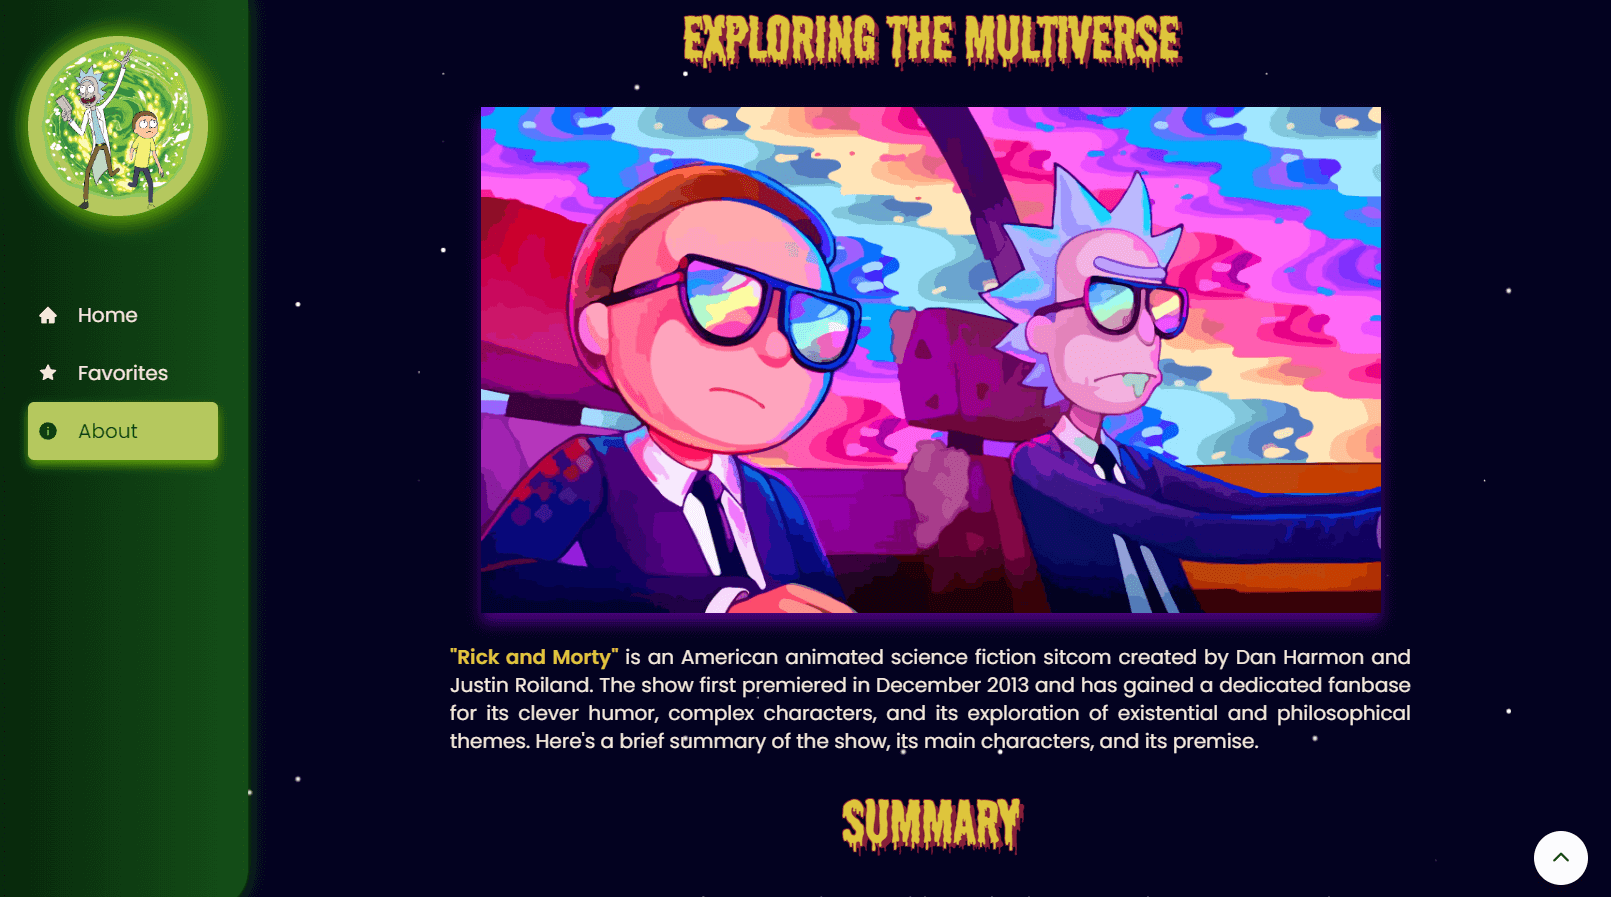 EXPLORING THE MULTIVERSE
Home
Favorites
About
"Rick and Morty" is an American animated science fiction sitcom created by Dan Harmon and
Justin Roiland. The show first premiered in December 2013 and has gained a dedicated fanbase
for its clever humor, complex characters, and its exploration of existential and philosophical
themes. Here's a brief summary of the show, its main characters, and its premise.
SUMMARY